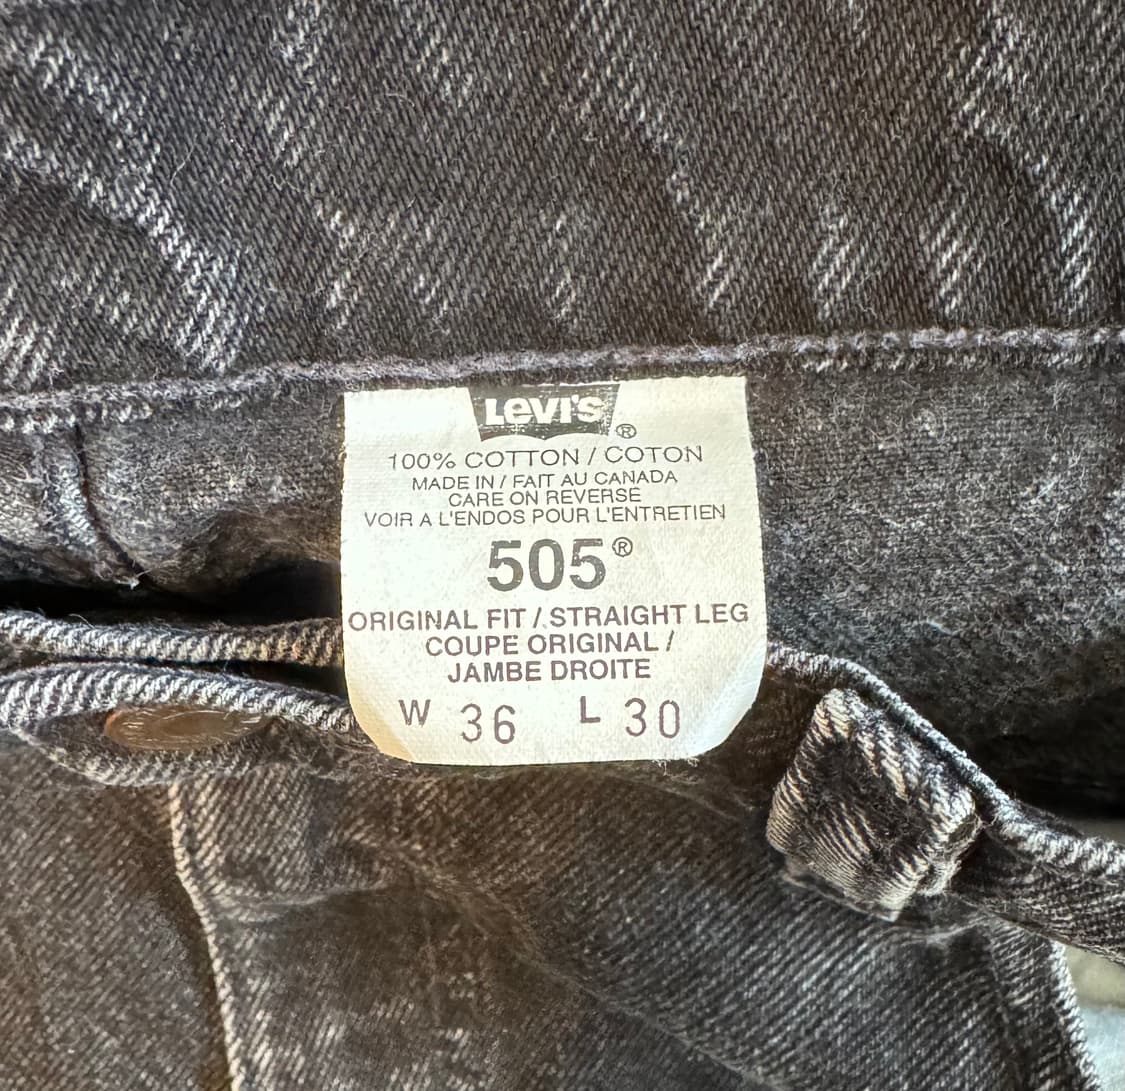 Levi's®
100% COTTON / COTON
MADE IN / FAIT AU CANADA
CARE ON REVERSE
VOIR A L'ENDOS POUR L'ENTRETIEN
505®
ORIGINAL FIT / STRAIGHT LEG
COUPE ORIGINAL /
JAMBE DROITE
W 36 L 30